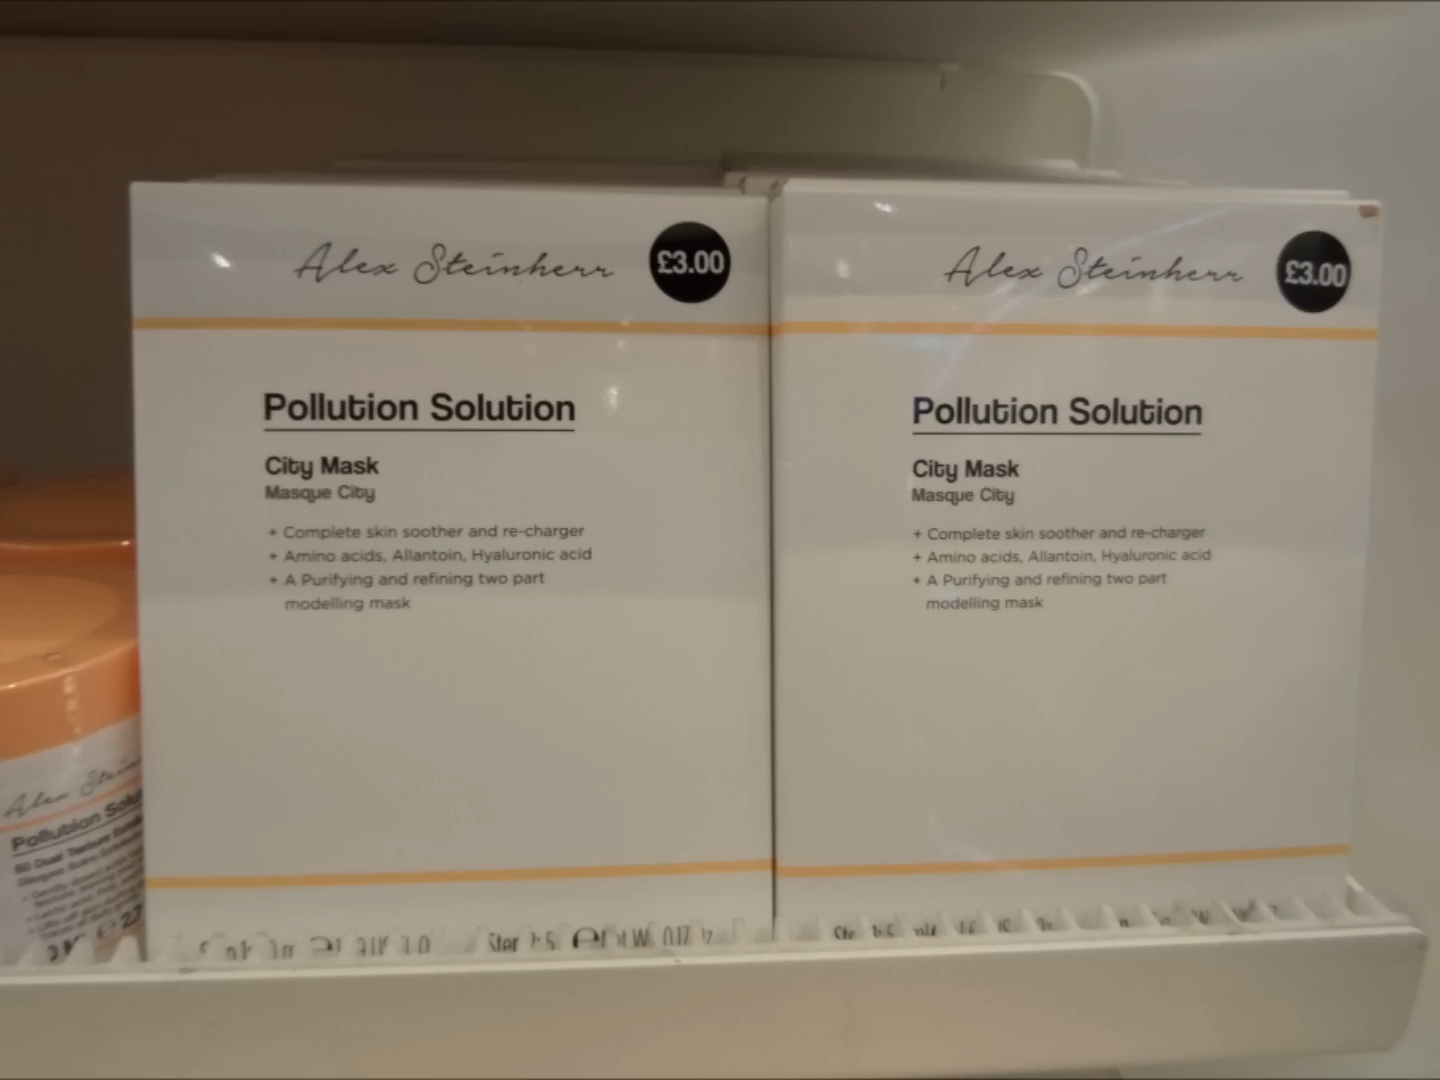 Alex Steinherr
£3.00
Pollution Solution
City Mask
Masque City
+ Complete skin soother and re-charger
+ Amino acids, Allantoin, Hyaluronic acid
+ A Purifying and refining two part
modelling mask
Alex Steinherr
£3.00
Pollution Solution
City Mask
Masque City
+ Complete skin soother and re-charger
+ Amino acids, Allantoin, Hyaluronic acid
+ A Purifying and refining two part
modelling mask
Alex
Pollution
Dual